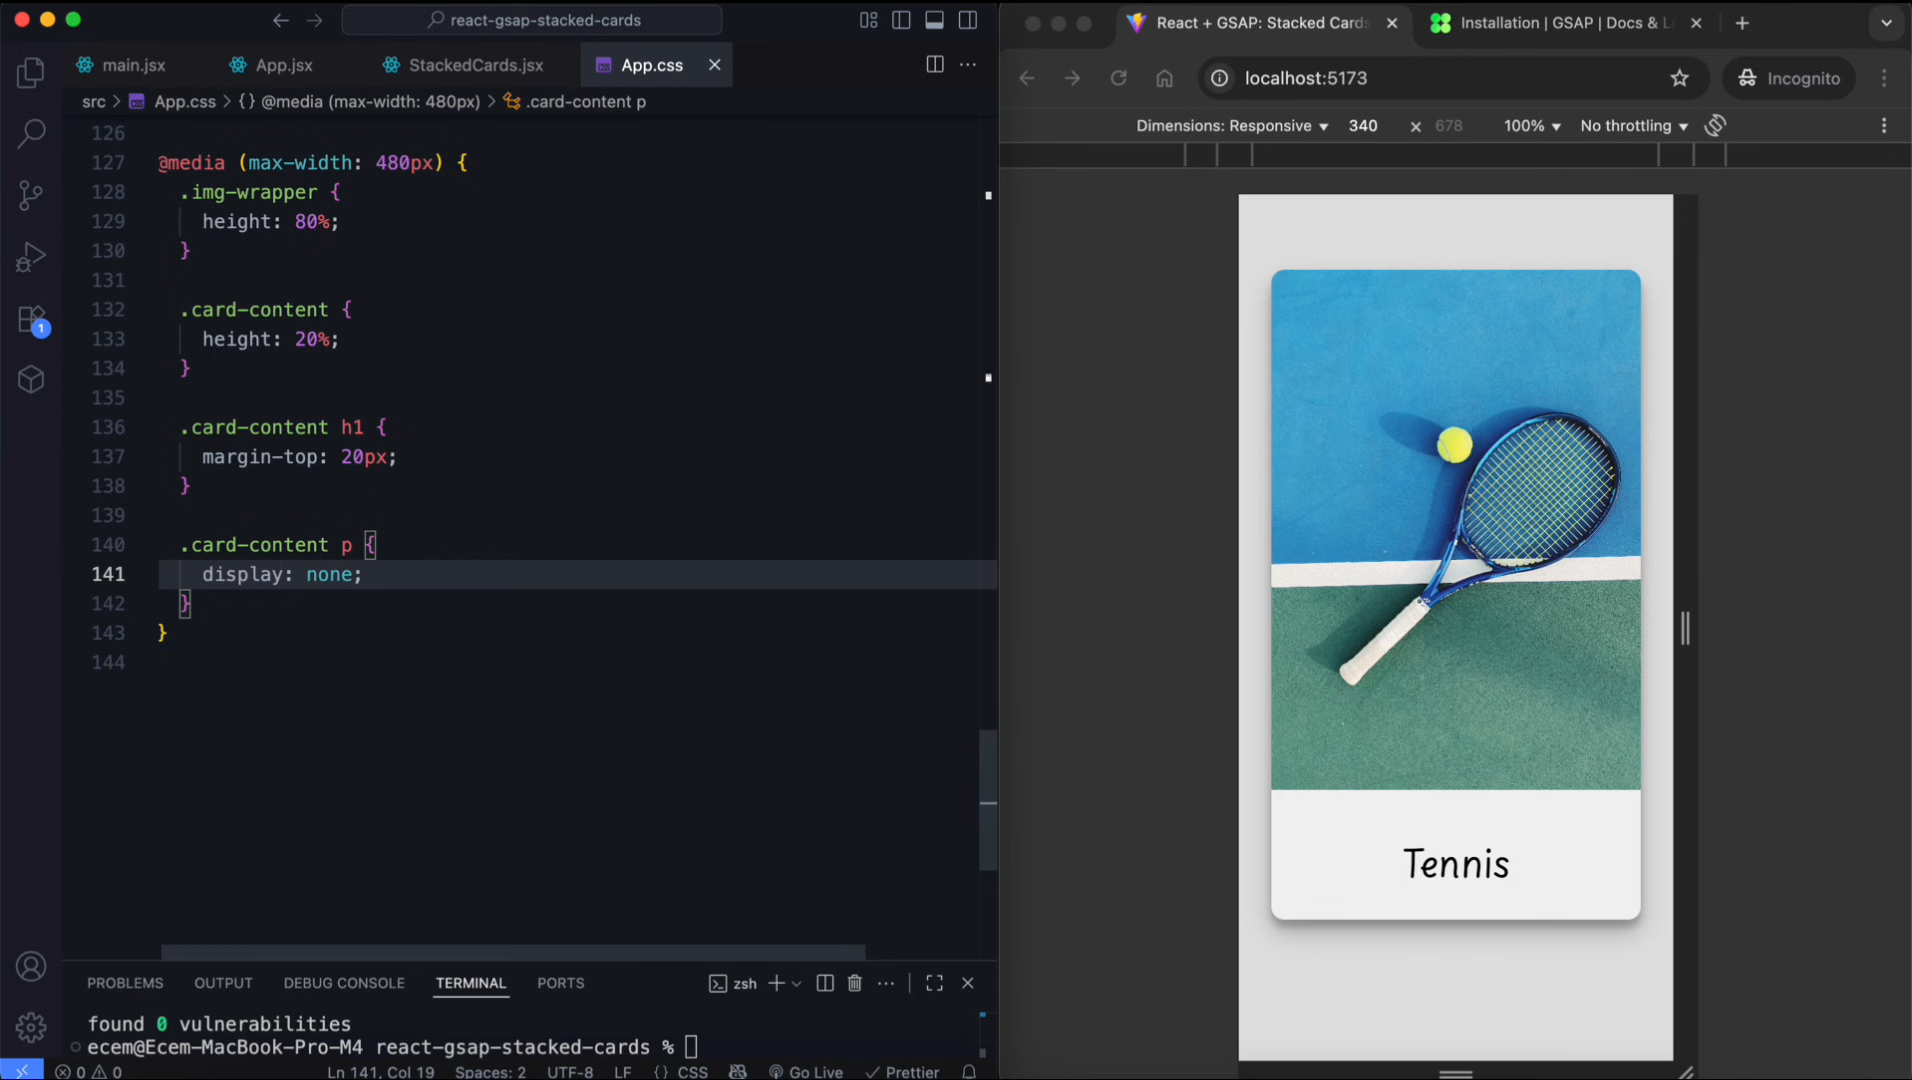 react-gsap-stacked-cards
main.jsx
App.jsx
StackedCards.jsx
App.css
src > App.css > {} @media (max-width: 480px) > .card-content p
126
127 @media (max-width: 480px) {
128 .img-wrapper {
129 height: 80%;
130 }
131
132 .card-content {
133 height: 20%;
134 }
135
136 .card-content h1 {
137 margin-top: 20px;
138 }
139
140 .card-content p {
141 display: none;
142 }
143 }
144
1
PROBLEMS OUTPUT DEBUG CONSOLE TERMINAL PORTS
zsh
found 0 vulnerabilities
ecem@Ecem-MacBook-Pro-M4 react-gsap-stacked-cards %
0 0
Ln 141, Col 19 Spaces: 2 UTF-8 LF {} CSS Go Live Prettier
React + GSAP: Stacked Cards
Installation | GSAP | Docs & Le
localhost:5173
Incognito
Dimensions: Responsive 340 × 678 100% No throttling
Tennis